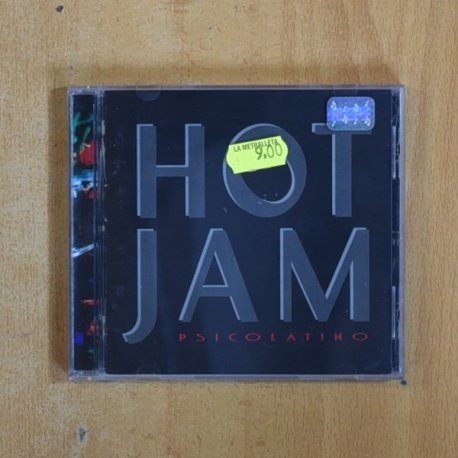 HOT
LA METRALLETA
9,00
JAM
PSICOLATINO